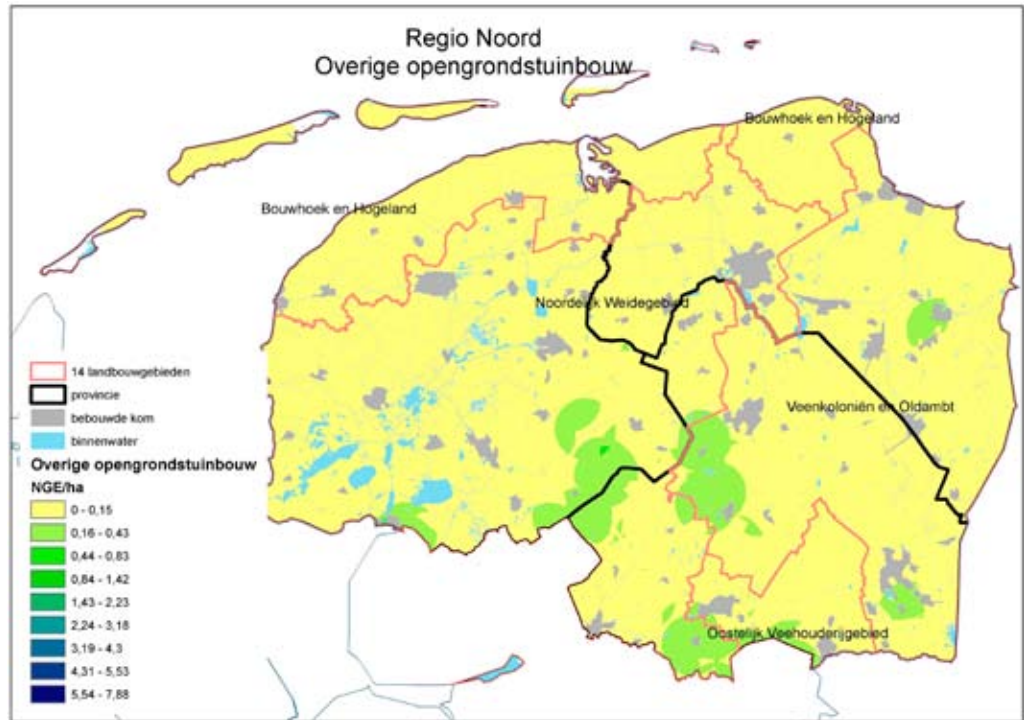 Regio Noord
Overige opengrondstuinbouw
Bouwhoek en Hogeland
Bouwhoek en Hogeland
Noordelijk Weidegebied
Veenkoloniën en Oldambt
Oostelijk Veehouderijgebied
14 landbouwgebieden
provincie
bebouwde kom
binnenwater
Overige opengrondstuinbouw
NGE/ha
0 - 0,15
0,16 - 0,43
0,44 - 0,83
0,84 - 1,42
1,43 - 2,23
2,24 - 3,18
3,19 - 4,3
4,31 - 5,53
5,54 - 7,88